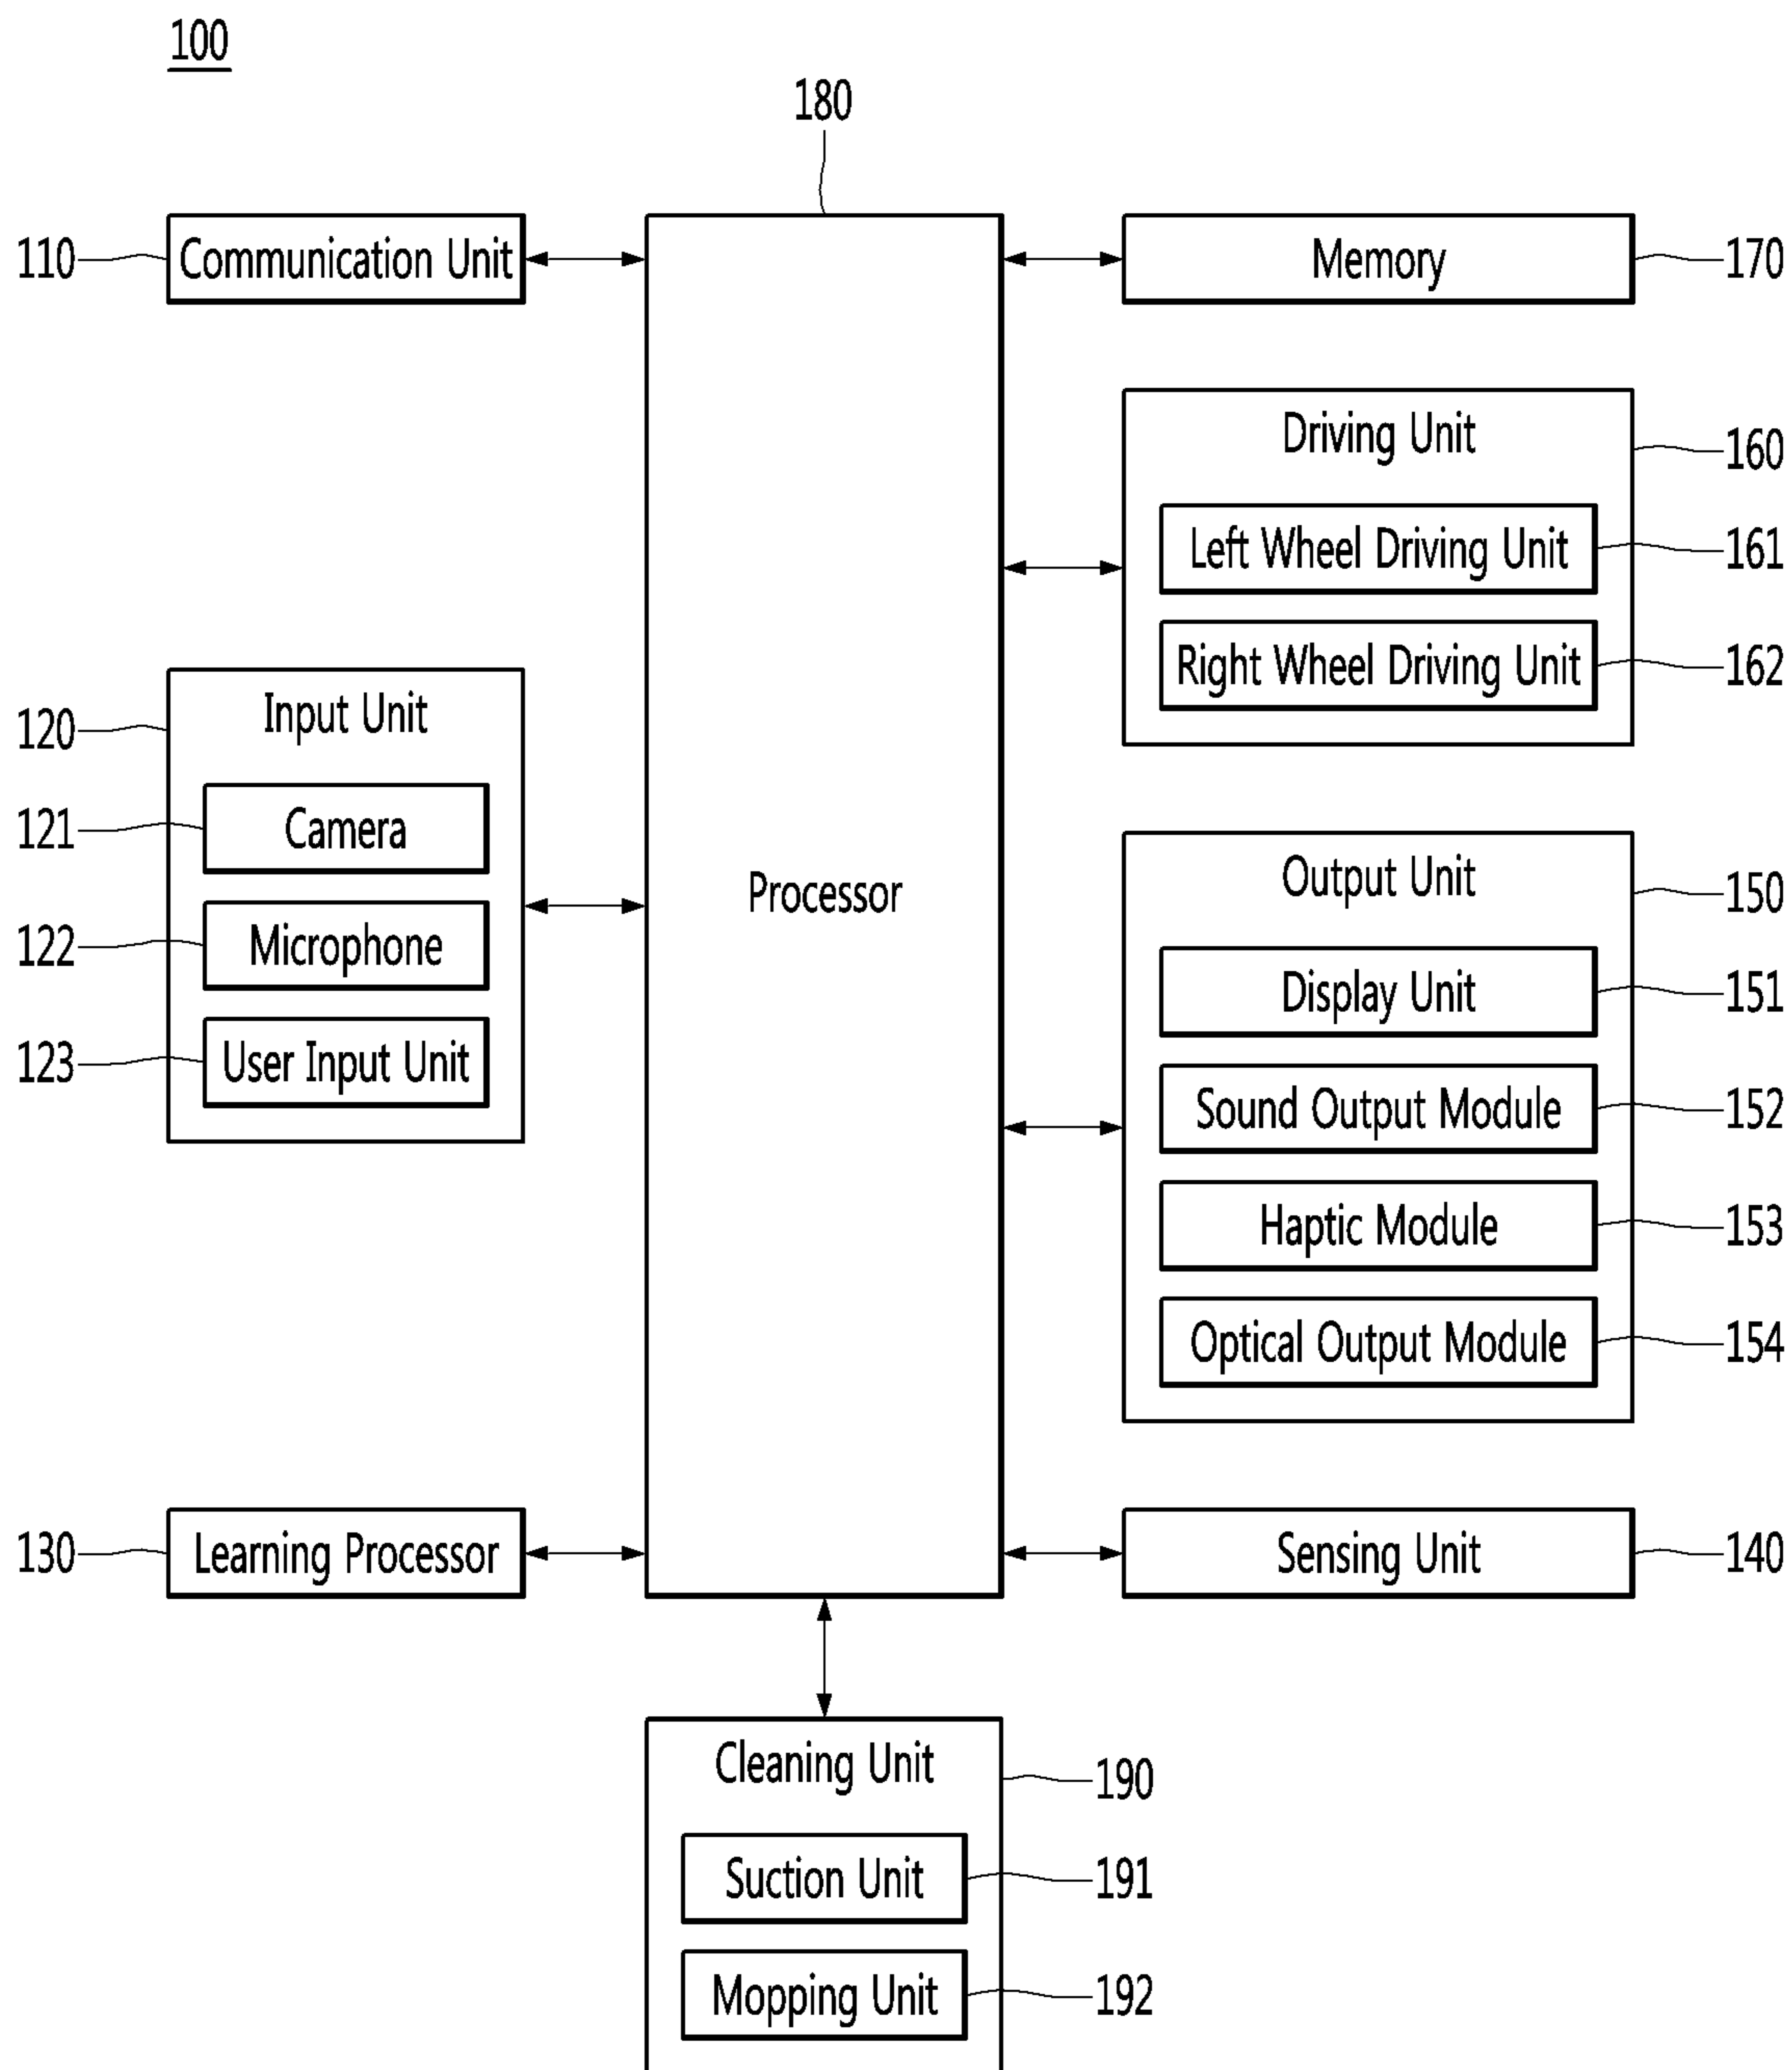 100
180
110 Communication Unit
Memory 170
Driving Unit
160
Left Wheel Driving Unit 161
Right Wheel Driving Unit 162
Input Unit
120
121 Camera
122 Microphone
123 User Input Unit
Processor
Output Unit
150
Display Unit 151
Sound Output Module 152
Haptic Module 153
Optical Output Module 154
130 Learning Processor
Sensing Unit 140
Cleaning Unit
190
Suction Unit 191
Mopping Unit 192